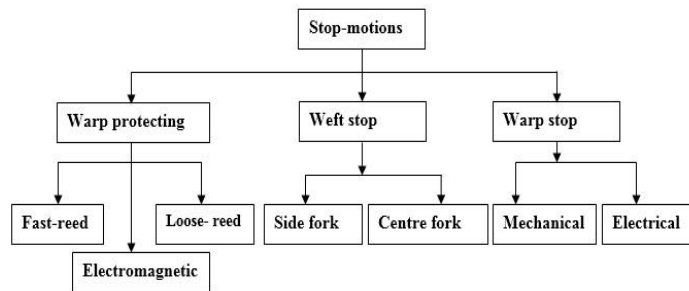 Stop-motions
Warp protecting
Weft stop
Warp stop
Fast-reed
Loose- reed
Side fork
Centre fork
Mechanical
Electrical
Electromagnetic